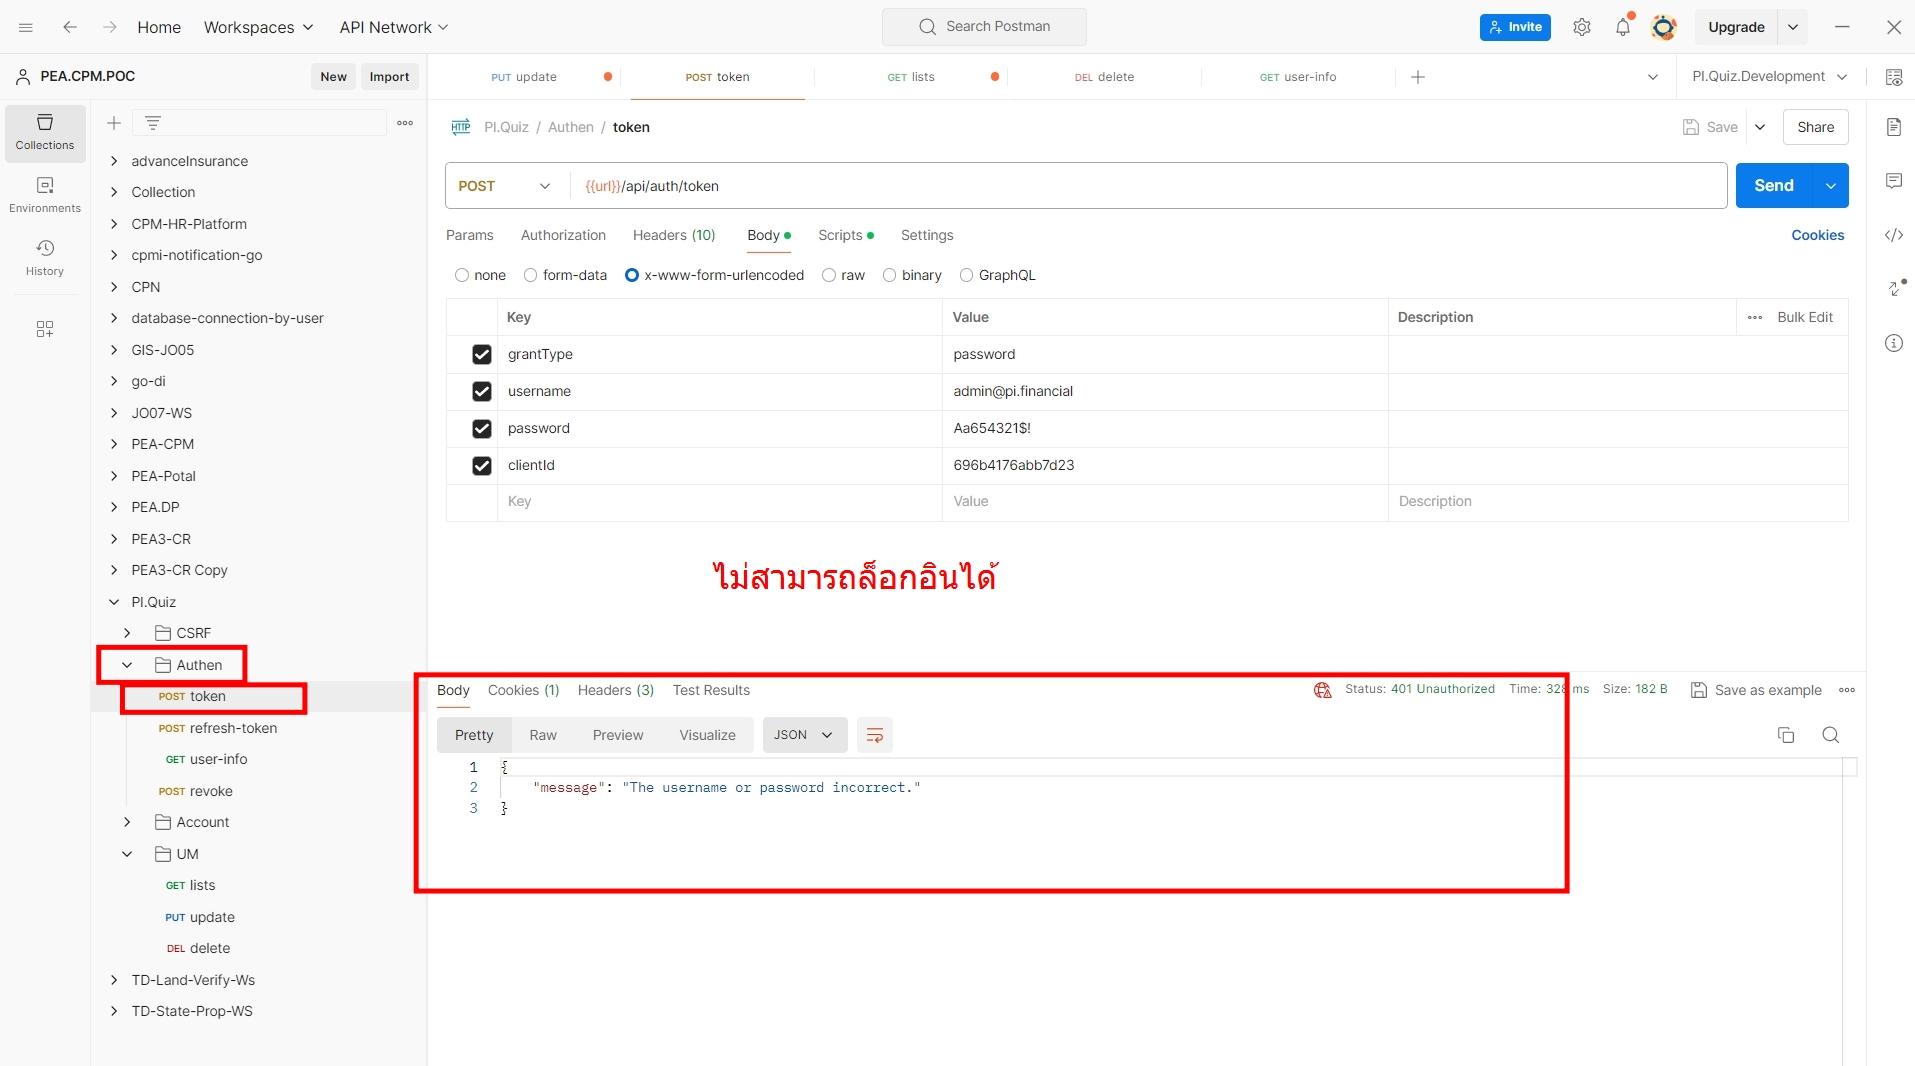 Home Workspaces API Network Search Postman Invite Upgrade
PEA.CPM.POC New Import PUT update POST token GET lists DEL delete GET user-info PI.Quiz.Development
Collections
Environments
History
advanceInsurance
Collection
CPM-HR-Platform
cpmi-notification-go
CPN
database-connection-by-user
GIS-JO05
go-di
JO07-WS
PEA-CPM
PEA-Potal
PEA.DP
PEA3-CR
PEA3-CR Copy
PI.Quiz
CSRF
Authen
POST token
POST refresh-token
GET user-info
POST revoke
Account
UM
GET lists
PUT update
DEL delete
TD-Land-Verify-Ws
TD-State-Prop-WS
HTTP PI.Quiz / Authen / token Save Share
POST {{url}}/api/auth/token Send
Params Authorization Headers (10) Body Scripts Settings Cookies
none form-data x-www-form-urlencoded raw binary GraphQL
Key Value Description Bulk Edit
grantType password
username admin@pi.financial
password Aa654321$!
clientId 696b4176abb7d23
Key Value Description
ไม่สามารถล็อกอินได้
Body Cookies (1) Headers (3) Test Results Status: 401 Unauthorized Time: 328 ms Size: 182 B Save as example
Pretty Raw Preview Visualize JSON
1 {
2 "message": "The username or password incorrect."
3 }